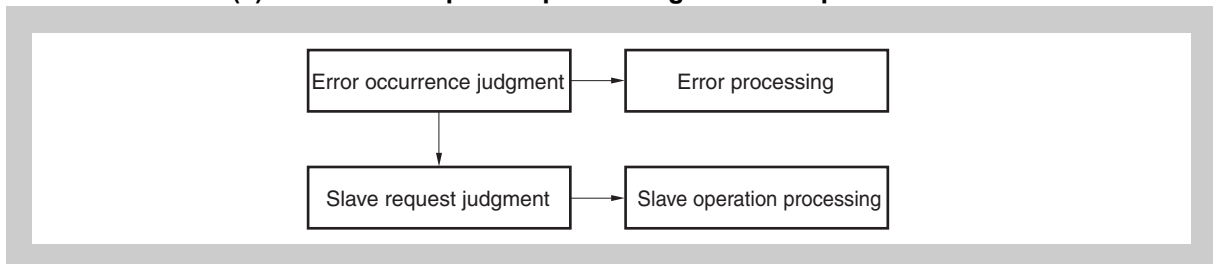 Error occurrence judgment
Error processing
Slave request judgment
Slave operation processing